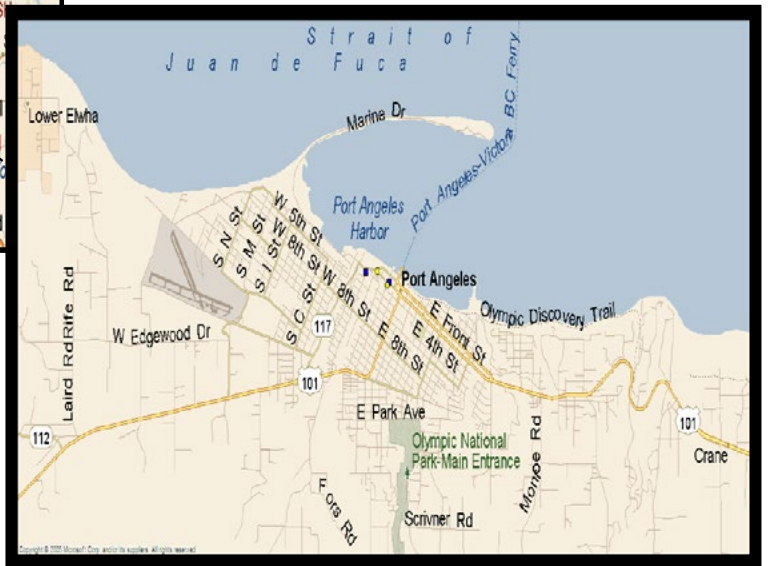 Strait of
Juan de Fuca
Lower Elwha
Marine Dr
Port Angeles-Victoria BC Ferry
Port Angeles
Harbor
W 5th St
W 8th St
W 8th St
S N St
S M St
S I St
S C St
Port Angeles
Olympic Discovery Trail
E Front St
E 4th St
E 8th St
117
Laird Rd
Rife Rd
W Edgewood Dr
101
E Park Ave
112
101
Crane
Olympic National
Park-Main Entrance
Monroe Rd
Fors Rd
Scrivner Rd